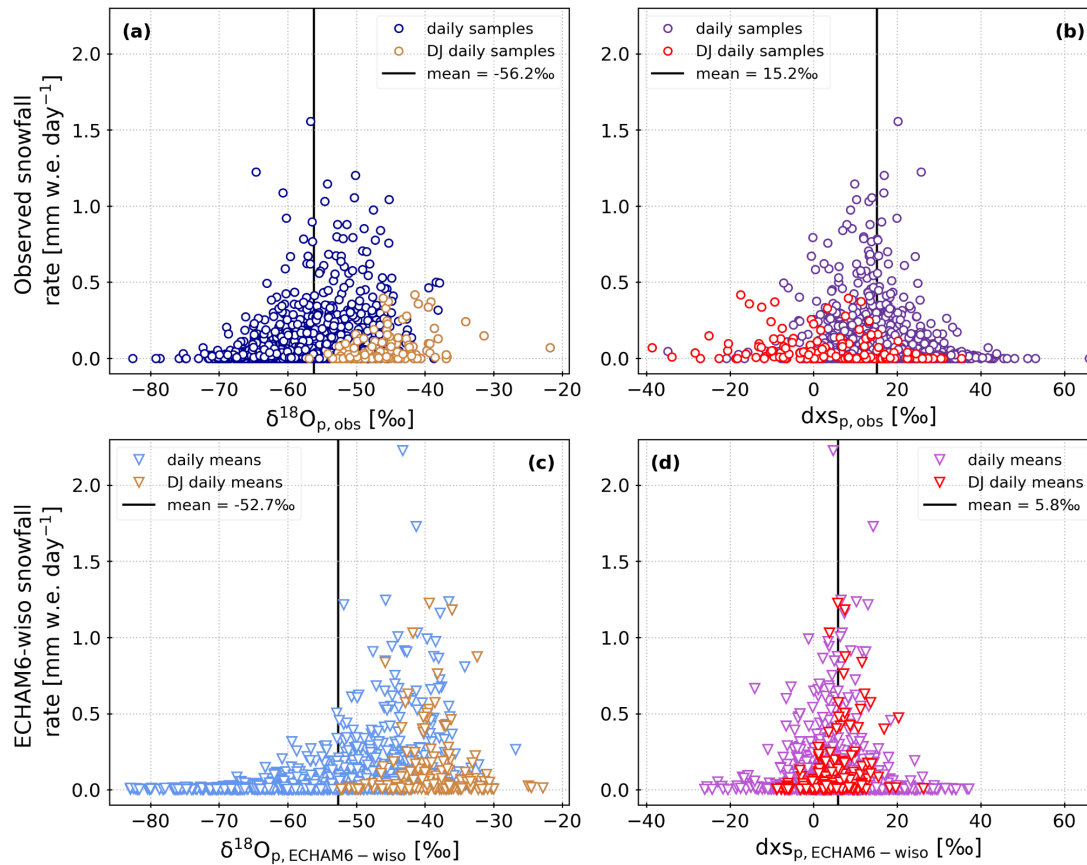 (a)
daily samples
DJ daily samples
mean = -56.2‰
Observed snowfall
rate [mm w.e. day⁻¹]
2.0
1.5
1.0
0.5
0.0
−80 −70 −60 −50 −40 −30 −20
δ¹⁸Oₚ, obs [‰]
(b)
daily samples
DJ daily samples
mean = 15.2‰
−40 −20 0 20 40 60
dxsₚ, obs [‰]
(c)
daily means
DJ daily means
mean = -52.7‰
ECHAM6-wiso snowfall
rate [mm w.e. day⁻¹]
2.0
1.5
1.0
0.5
0.0
−80 −70 −60 −50 −40 −30 −20
δ¹⁸Oₚ, ECHAM6 − wiso [‰]
(d)
daily means
DJ daily means
mean = 5.8‰
−40 −20 0 20 40 60
dxsₚ, ECHAM6 − wiso [‰]